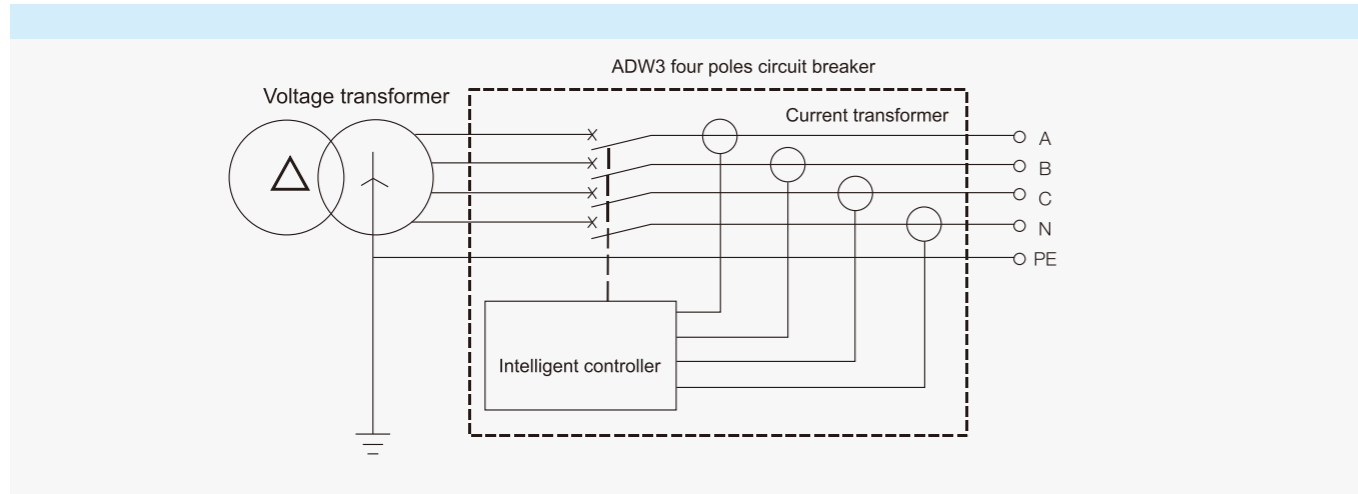 ADW3 four poles circuit breaker
Voltage transformer
Current transformer
A
B
C
N
PE
Intelligent controller